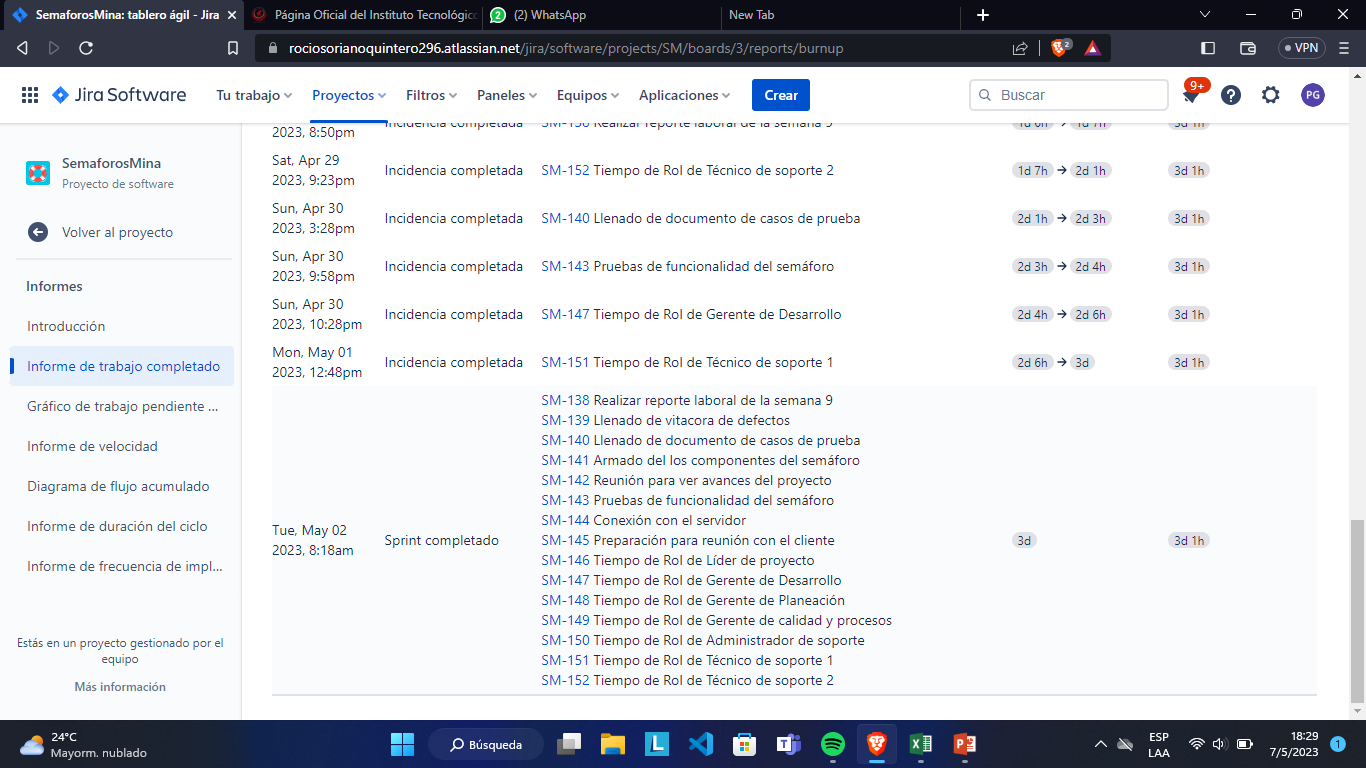 SemaforosMina: tablero ágil - Jira
Página Oficial del Instituto Tecnológico
(2) WhatsApp
New Tab
rociosorianoquintero296.atlassian.net/jira/software/projects/SM/boards/3/reports/burnup
2
VPN
Jira Software
Tu trabajo
Proyectos
Filtros
Paneles
Equipos
Aplicaciones
Crear
Buscar
9+
PG
SemaforosMina
Proyecto de software
Volver al proyecto
Informes
Introducción
Informe de trabajo completado
Gráfico de trabajo pendiente ...
Informe de velocidad
Diagrama de flujo acumulado
Informe de duración del ciclo
Informe de frecuencia de impl...
Estás en un proyecto gestionado por el
equipo
Más información
2023, 8:50pm Incidencia completada Realizar reporte laboral de la semana 9 3d 1h
Sat, Apr 29
2023, 9:23pm
Incidencia completada SM-152 Tiempo de Rol de Técnico de soporte 2 1d 7h → 2d 1h 3d 1h
Sun, Apr 30
2023, 3:28pm
Incidencia completada SM-140 Llenado de documento de casos de prueba 2d 1h → 2d 3h 3d 1h
Sun, Apr 30
2023, 9:58pm
Incidencia completada SM-143 Pruebas de funcionalidad del semáforo 2d 3h → 2d 4h 3d 1h
Sun, Apr 30
2023, 10:28pm
Incidencia completada SM-147 Tiempo de Rol de Gerente de Desarrollo 2d 4h → 2d 6h 3d 1h
Mon, May 01
2023, 12:48pm
Incidencia completada SM-151 Tiempo de Rol de Técnico de soporte 1 2d 6h → 3d 3d 1h
Tue, May 02
2023, 8:18am
Sprint completado
SM-138 Realizar reporte laboral de la semana 9
SM-139 Llenado de vitacora de defectos
SM-140 Llenado de documento de casos de prueba
SM-141 Armado del los componentes del semáforo
SM-142 Reunión para ver avances del proyecto
SM-143 Pruebas de funcionalidad del semáforo
SM-144 Conexión con el servidor
SM-145 Preparación para reunión con el cliente
SM-146 Tiempo de Rol de Líder de proyecto
SM-147 Tiempo de Rol de Gerente de Desarrollo
SM-148 Tiempo de Rol de Gerente de Planeación
SM-149 Tiempo de Rol de Gerente de calidad y procesos
SM-150 Tiempo de Rol de Administrador de soporte
SM-151 Tiempo de Rol de Técnico de soporte 1
SM-152 Tiempo de Rol de Técnico de soporte 2
3d 3d 1h
24°C
Mayorm. nublado
Búsqueda
ESP
LAA
18:29
7/5/2023
1